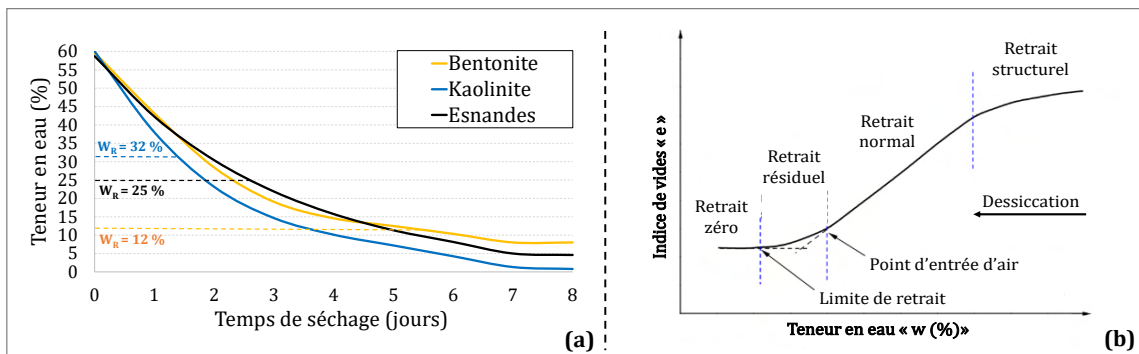 60
55
50
45
40
35
30
25
20
15
10
5
0
Teneur en eau (%)
Bentonite
Kaolinite
Esnandes
W_R = 32 %
W_R = 25 %
W_R = 12 %
0 1 2 3 4 5 6 7 8
Temps de séchage (jours)
(a)
Indice de vides « e »
Retrait
structurel
Retrait
normal
Retrait
résiduel
Retrait
zéro
Dessiccation
Point d'entrée d'air
Limite de retrait
Teneur en eau « w (%)»
(b)